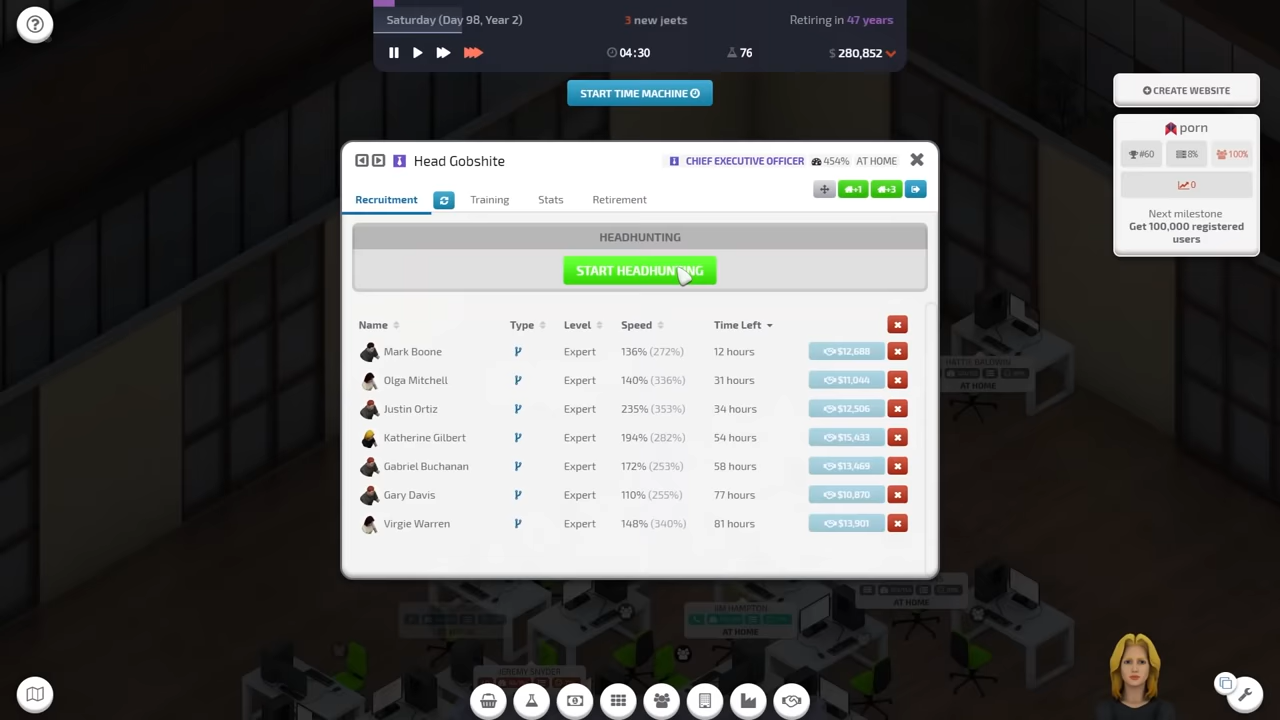 Saturday (Day 98, Year 2)
3 new jeets
Retiring in 47 years
04:30
76
$ 280,852
START TIME MACHINE
CREATE WEBSITE
porn
#60
8%
100%
0
Next milestone
Get 100,000 registered
users
Head Gobshite
CHIEF EXECUTIVE OFFICER
454%
AT HOME
+1
+3
Recruitment
Training
Stats
Retirement
HEADHUNTING
START HEADHUNTING
Name Type Level Speed Time Left
Mark Boone Expert 136% (272%) 12 hours $12,688
Olga Mitchell Expert 140% (336%) 31 hours $11,044
Justin Ortiz Expert 235% (353%) 34 hours $12,506
Katherine Gilbert Expert 194% (282%) 54 hours $15,433
Gabriel Buchanan Expert 172% (253%) 58 hours $13,469
Gary Davis Expert 110% (255%) 77 hours $10,870
Virgie Warren Expert 148% (340%) 81 hours $13,901
BALDWIN
AT HOME
AT HOME
HAMPTON
AT HOME
SNYDER